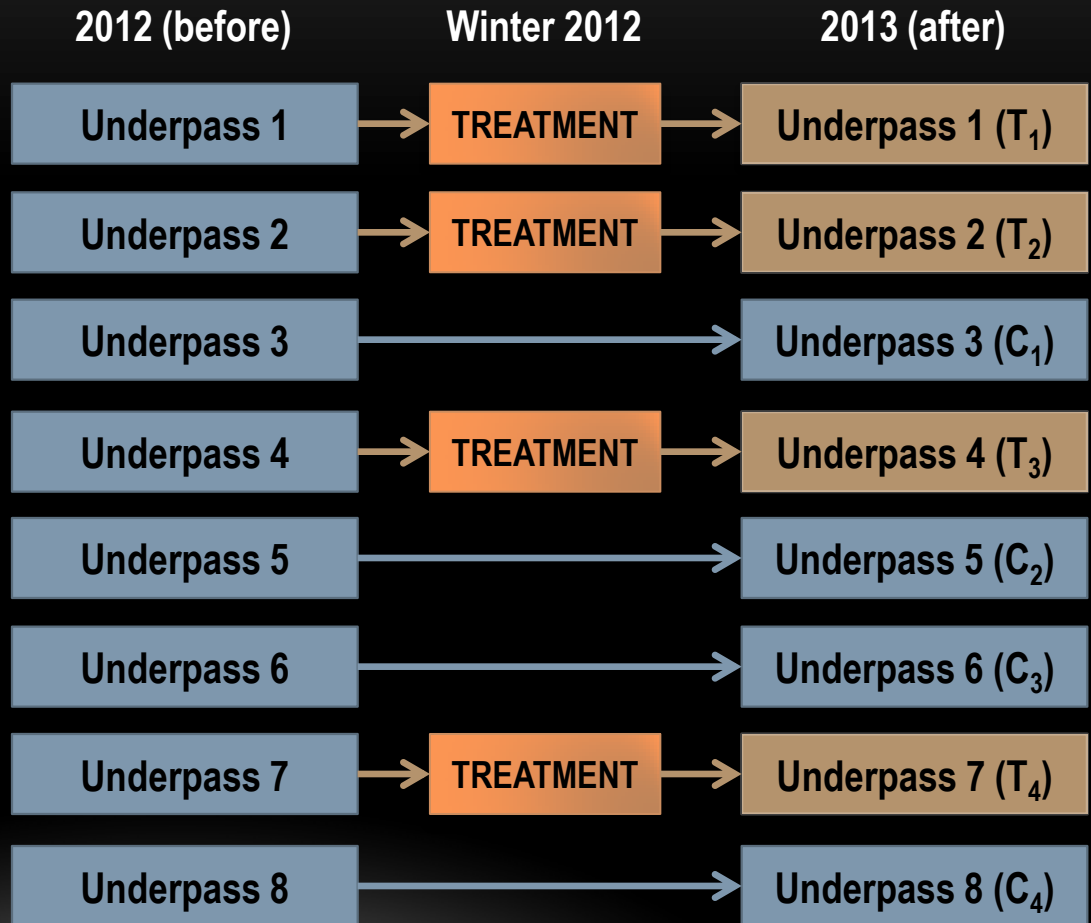 2012 (before) Winter 2012 2013 (after)
Underpass 1 TREATMENT Underpass 1 (T₁)
Underpass 2 TREATMENT Underpass 2 (T₂)
Underpass 3 Underpass 3 (C₁)
Underpass 4 TREATMENT Underpass 4 (T₃)
Underpass 5 Underpass 5 (C₂)
Underpass 6 Underpass 6 (C₃)
Underpass 7 TREATMENT Underpass 7 (T₄)
Underpass 8 Underpass 8 (C₄)